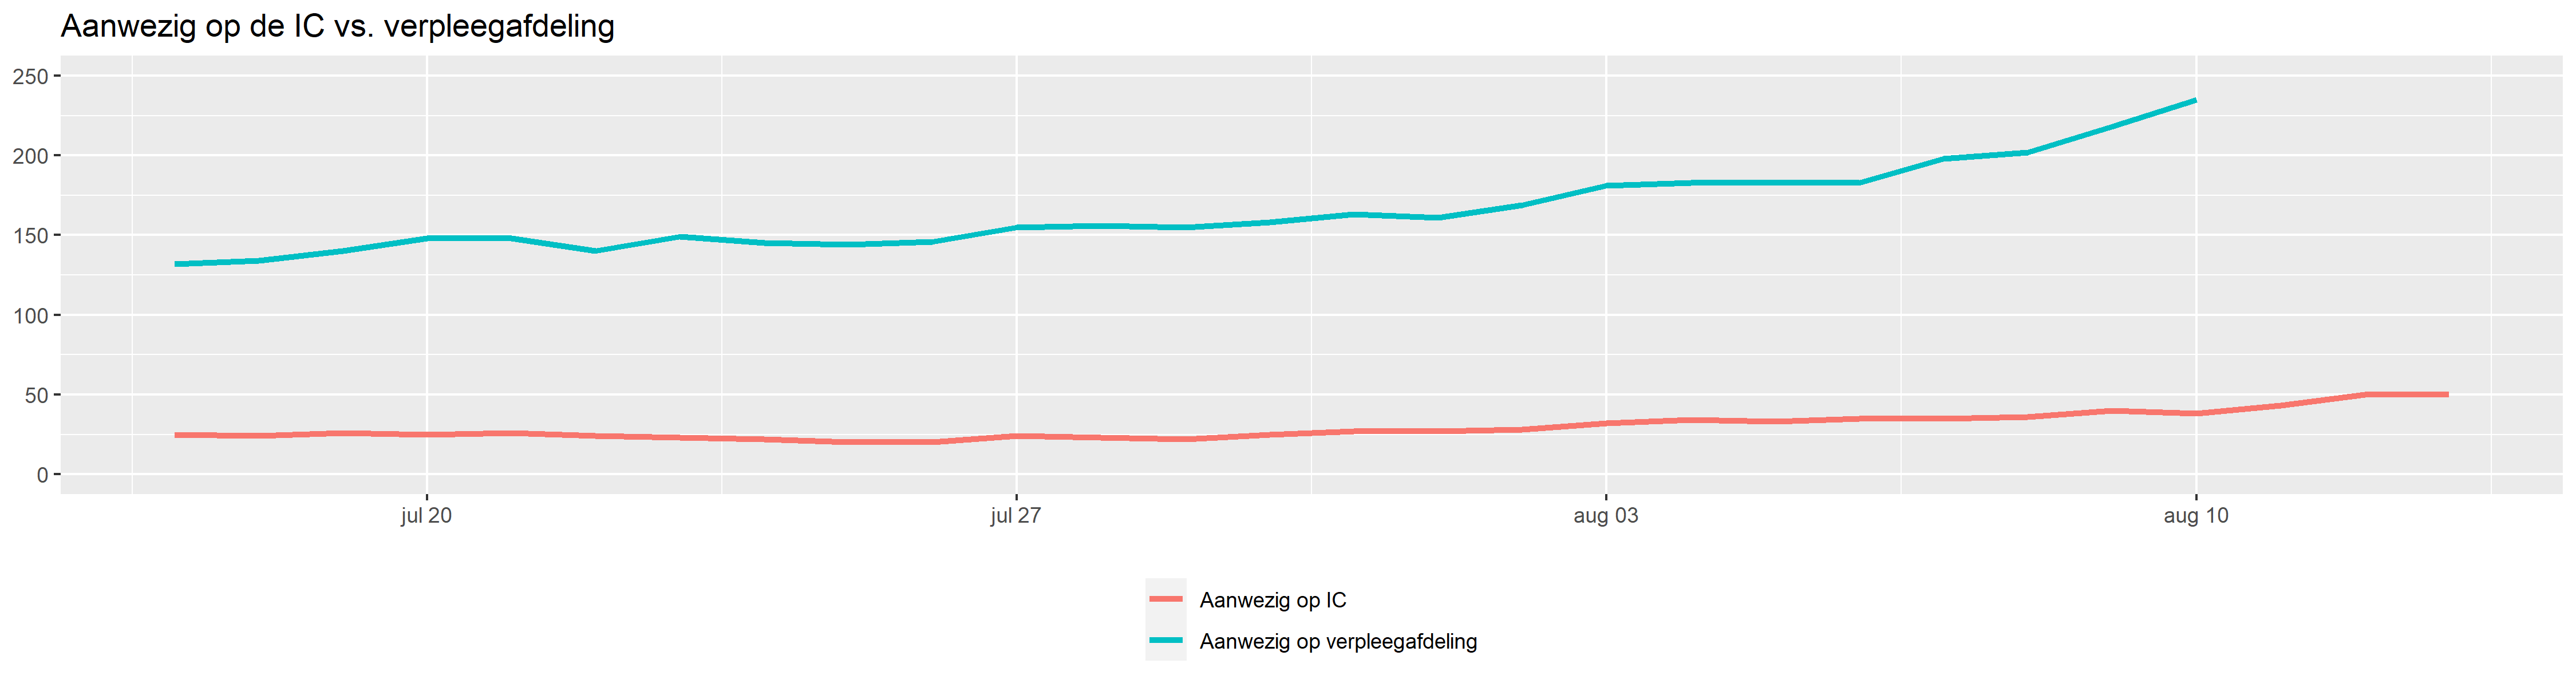 Aanwezig op de IC vs. verpleegafdeling
250
200
150
100
50
0
jul 20 jul 27 aug 03 aug 10
Aanwezig op IC
Aanwezig op verpleegafdeling